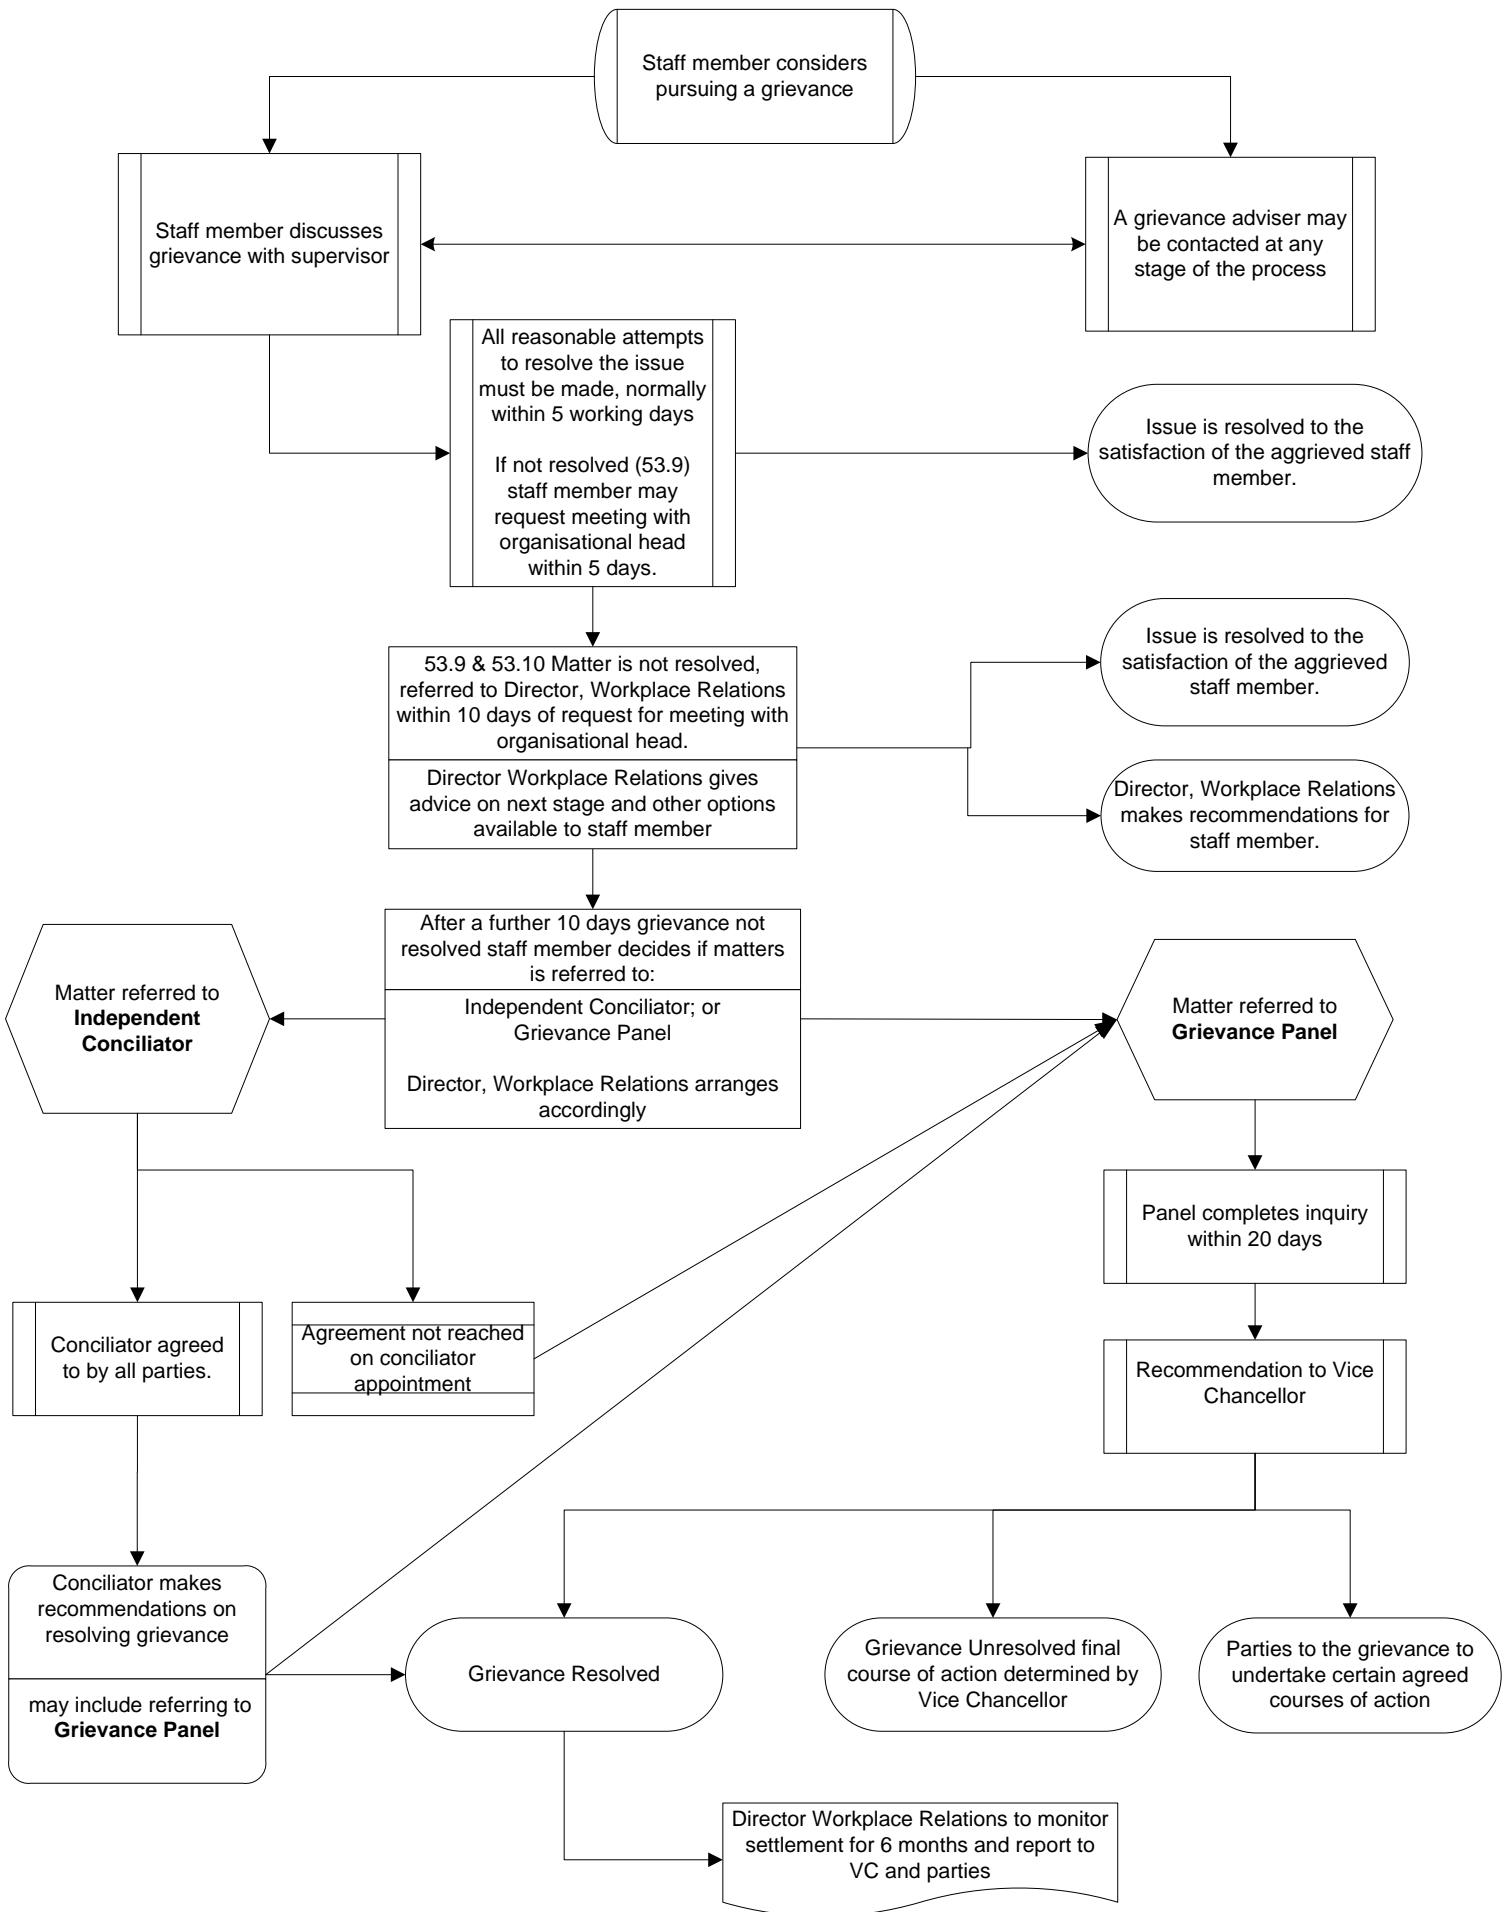 Staff member considers
pursuing a grievance
Staff member discusses
grievance with supervisor
A grievance adviser may
be contacted at any
stage of the process
All reasonable attempts
to resolve the issue
must be made, normally
within 5 working days
If not resolved (53.9)
staff member may
request meeting with
organisational head
within 5 days.
Issue is resolved to the
satisfaction of the aggrieved staff
member.
53.9 & 53.10 Matter is not resolved,
referred to Director, Workplace Relations
within 10 days of request for meeting with
organisational head.
Director Workplace Relations gives
advice on next stage and other options
available to staff member
Issue is resolved to the
satisfaction of the aggrieved
staff member.
Director, Workplace Relations
makes recommendations for
staff member.
After a further 10 days grievance not
resolved staff member decides if matters
is referred to:
Independent Conciliator; or
Grievance Panel
Director, Workplace Relations arranges
accordingly
Matter referred to
Independent
Conciliator
Matter referred to
Grievance Panel
Panel completes inquiry
within 20 days
Conciliator agreed
to by all parties.
Agreement not reached
on conciliator
appointment
Recommendation to Vice
Chancellor
Conciliator makes
recommendations on
resolving grievance
may include referring to
Grievance Panel
Grievance Resolved
Grievance Unresolved final
course of action determined by
Vice Chancellor
Parties to the grievance to
undertake certain agreed
courses of action
Director Workplace Relations to monitor
settlement for 6 months and report to
VC and parties